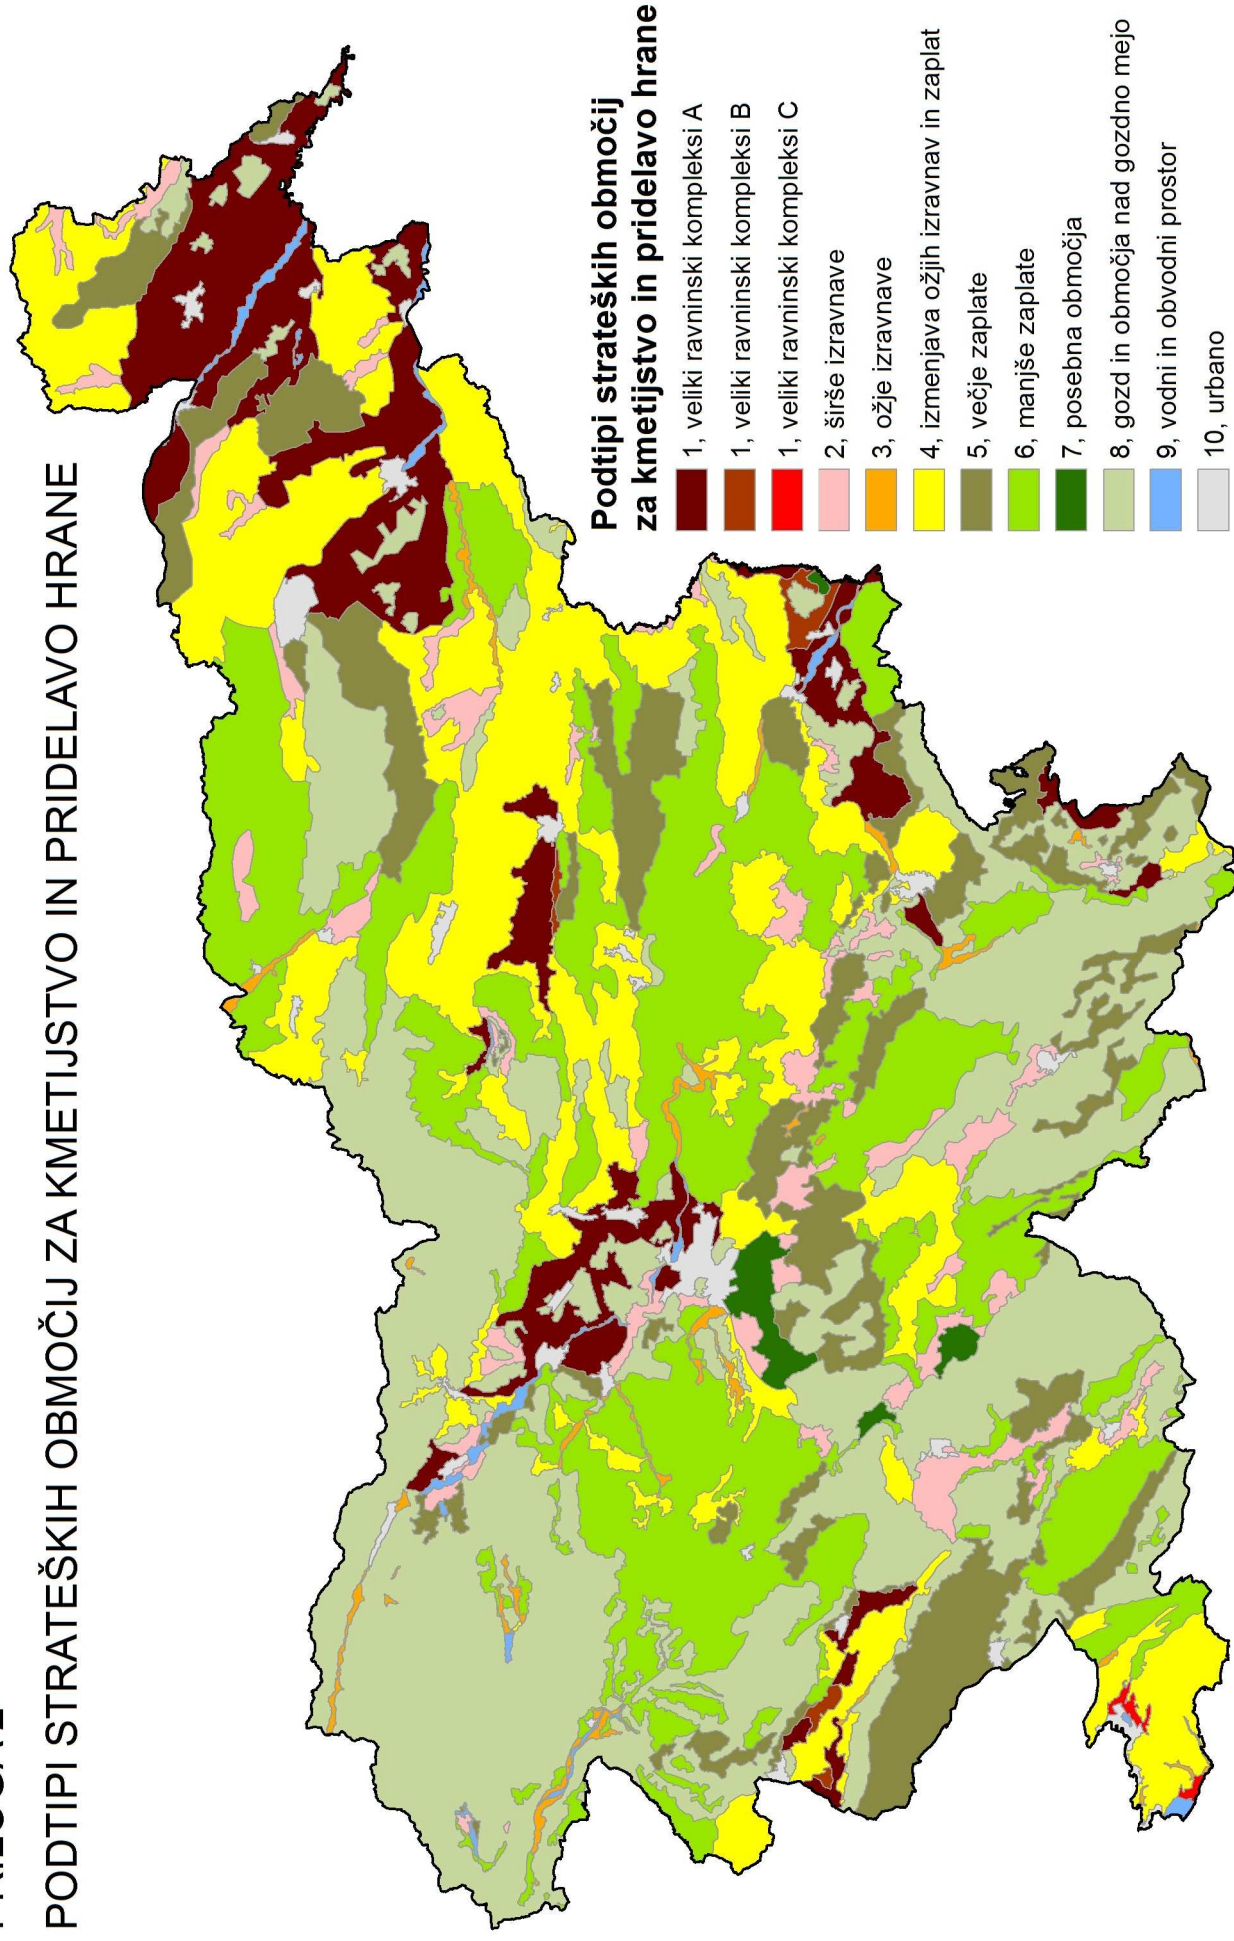 PODTIPI STRATEŠKIH OBMOČIJ ZA KMETIJSTVO IN PRIDELAVO HRANE
Podtipi strateških območij
za kmetijstvo in pridelavo hrane
1, veliki ravninski kompleksi A
1, veliki ravninski kompleksi B
1, veliki ravninski kompleksi C
2, širše izravnave
3, ožje izravnave
4, izmenjava ožjih izravnav in zaplat
5, večje zaplate
6, manjše zaplate
7, posebna območja
8, gozd in območja nad gozdno mejo
9, vodni in obvodni prostor
10, urbano